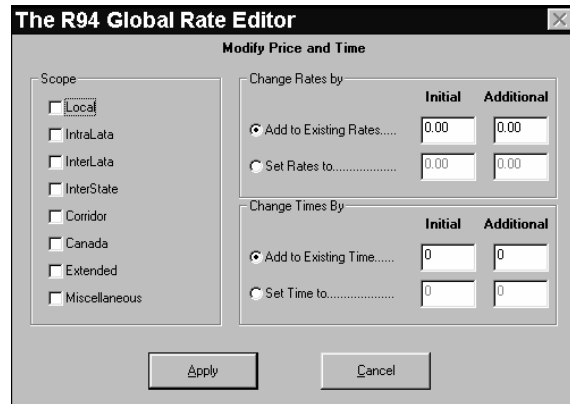 The R94 Global Rate Editor
Modify Price and Time
Scope
Local
IntraLata
InterLata
InterState
Corridor
Canada
Extended
Miscellaneous
Change Rates by
Initial Additional
Add to Existing Rates..... 0.00 0.00
Set Rates to................... 0.00 0.00
Change Times By
Initial Additional
Add to Existing Time...... 0 0
Set Time to.................... 0 0
Apply Cancel